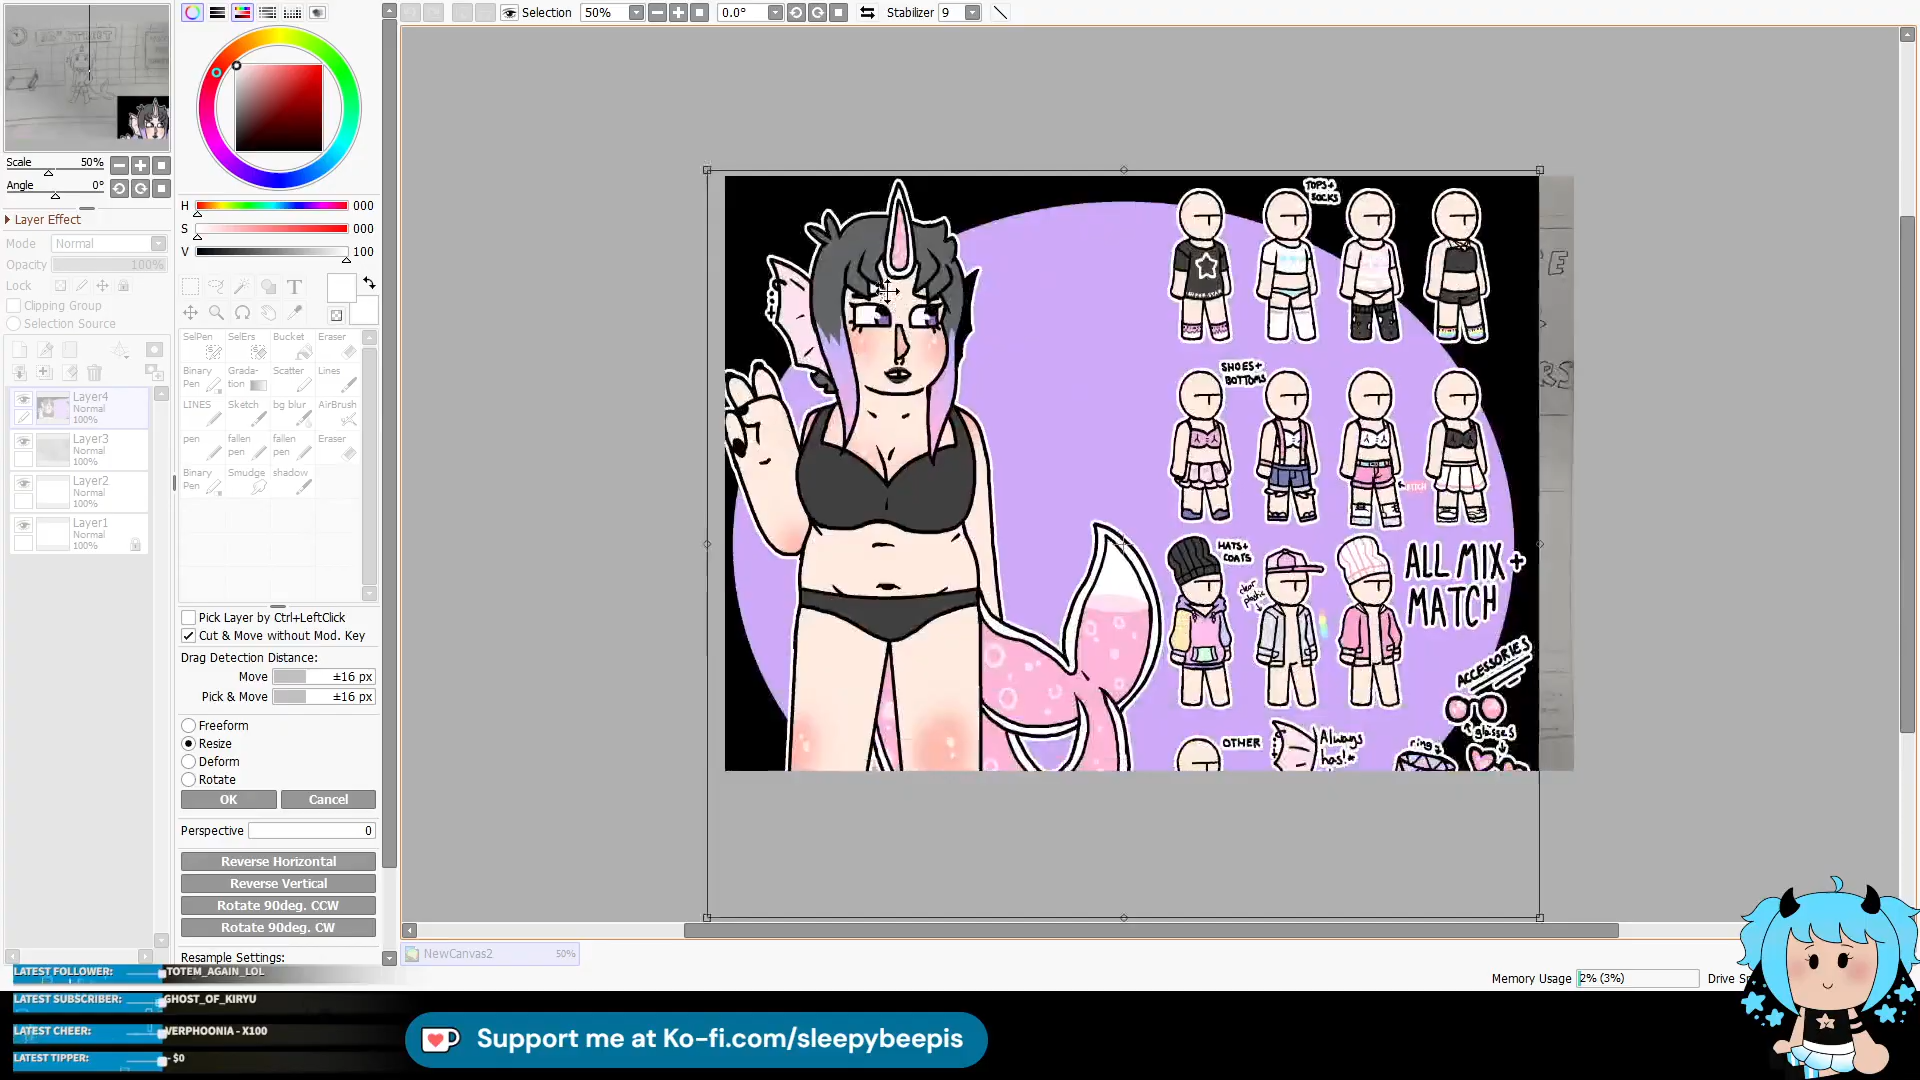 Selection 50% 0.0° Stabilizer 9
Scale 50%
Angle 0°
Layer Effect
Mode Normal
Opacity 100%
Lock
Clipping Group
Selection Source
Layer4
Normal
100%
Layer3
Normal
100%
Layer2
Normal
100%
Layer1
Normal
100%
H 000
S 000
V 100
T
SelPen SelErs Bucket Eraser
Binary Pen Grada-tion Scatter Lines
LINES Sketch bg blur AirBrush
pen fallen pen fallen pen Eraser
Binary Pen Smudge shadow
Pick Layer by Ctrl+LeftClick
Cut & Move without Mod. Key
Drag Detection Distance:
Move ±16 px
Pick & Move ±16 px
Freeform
Resize
Deform
Rotate
OK Cancel
Perspective 0
Reverse Horizontal
Reverse Vertical
Rotate 90deg. CCW
Rotate 90deg. CW
Resample Settings:
TOPS+
SOCKS
SHOES+
BOTTOMS
HATS+
COATS
clear
plastic
ALL MIX +
MATCH
ACCESSORIES
glasses
OTHER
Always
has!*
ring
NewCanvas2 50%
Memory Usage 2% (3%)
LATEST FOLLOWER: TOTEM_AGAIN_LOL
LATEST SUBSCRIBER: GHOST_OF_KIRYU
LATEST CHEER: VERPHOONIA - X100
LATEST TIPPER: - $0
Support me at Ko-fi.com/sleepybeepis